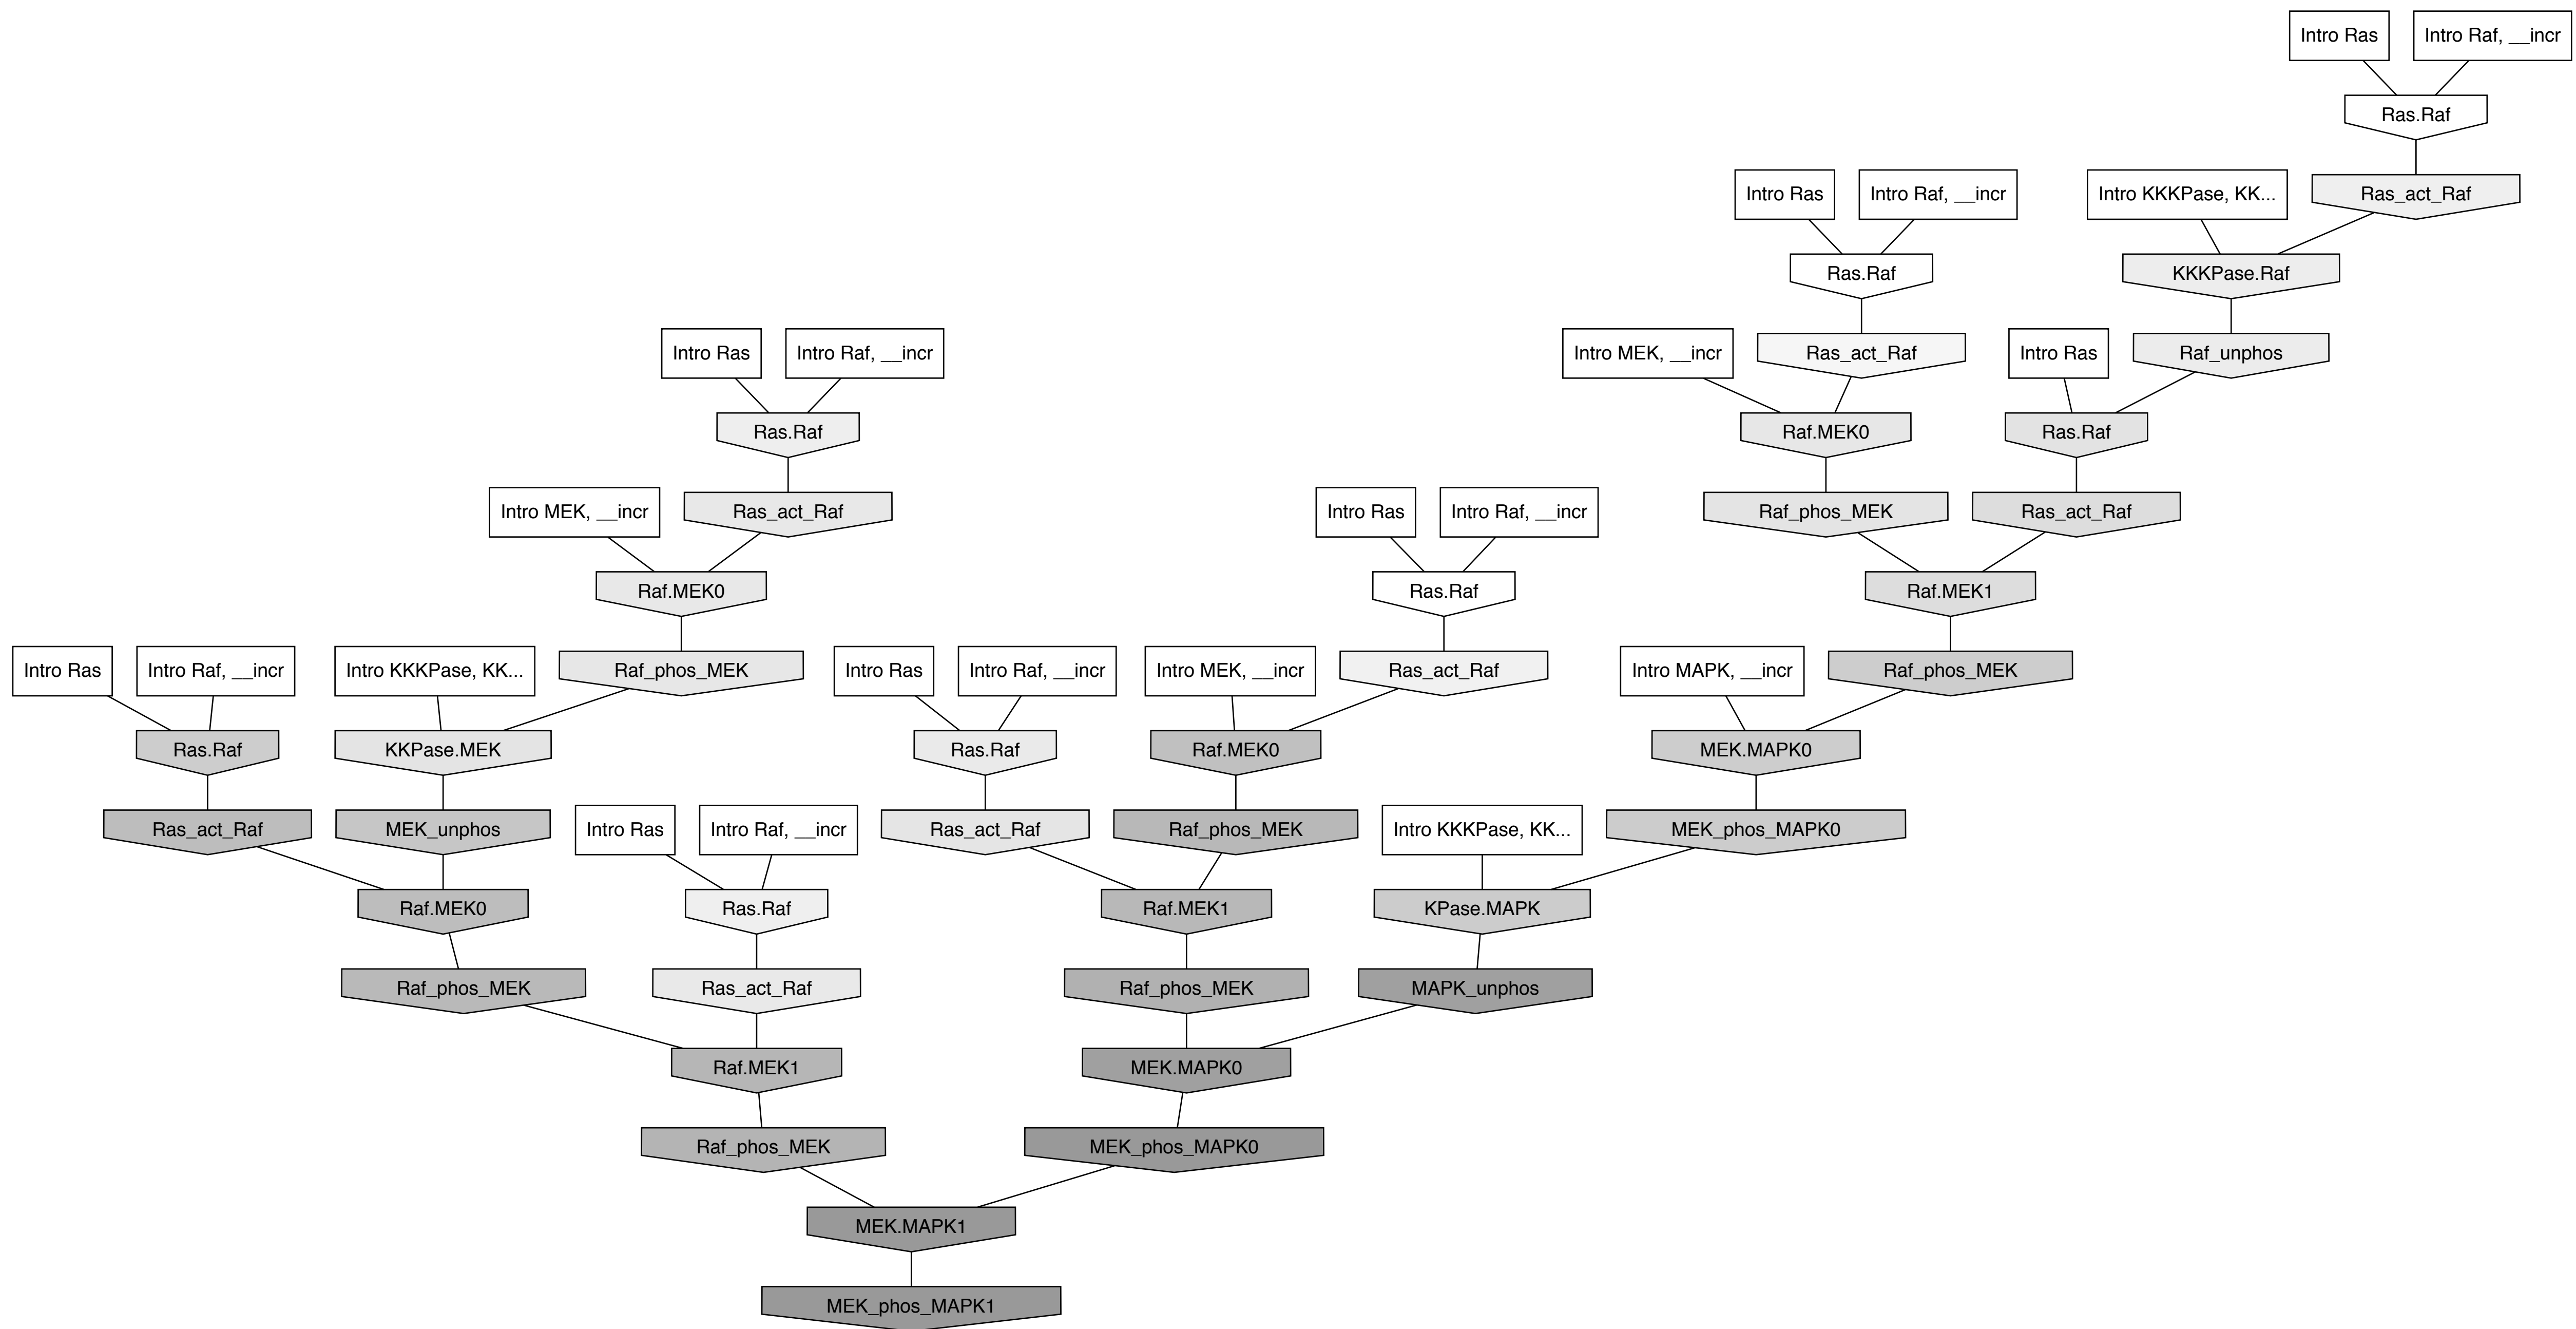 Intro Ras
Intro Raf, __incr
Ras.Raf
Intro Ras
Intro Raf, __incr
Intro KKKPase, KK...
Ras_act_Raf
Ras.Raf
KKKPase.Raf
Intro Ras
Intro Raf, __incr
Intro MEK, __incr
Ras_act_Raf
Intro Ras
Raf_unphos
Ras.Raf
Raf.MEK0
Ras.Raf
Intro MEK, __incr
Ras_act_Raf
Intro Ras
Intro Raf, __incr
Raf_phos_MEK
Ras_act_Raf
Raf.MEK0
Ras.Raf
Raf.MEK1
Intro Ras
Intro Raf, __incr
Intro KKKPase, KK...
Raf_phos_MEK
Intro Ras
Intro Raf, __incr
Intro MEK, __incr
Ras_act_Raf
Intro MAPK, __incr
Raf_phos_MEK
Ras.Raf
KKPase.MEK
Ras.Raf
Raf.MEK0
MEK.MAPK0
Ras_act_Raf
MEK_unphos
Intro Ras
Intro Raf, __incr
Ras_act_Raf
Raf_phos_MEK
Intro KKKPase, KK...
MEK_phos_MAPK0
Raf.MEK0
Ras.Raf
Raf.MEK1
KPase.MAPK
Raf_phos_MEK
Ras_act_Raf
Raf_phos_MEK
MAPK_unphos
Raf.MEK1
MEK.MAPK0
Raf_phos_MEK
MEK_phos_MAPK0
MEK.MAPK1
MEK_phos_MAPK1